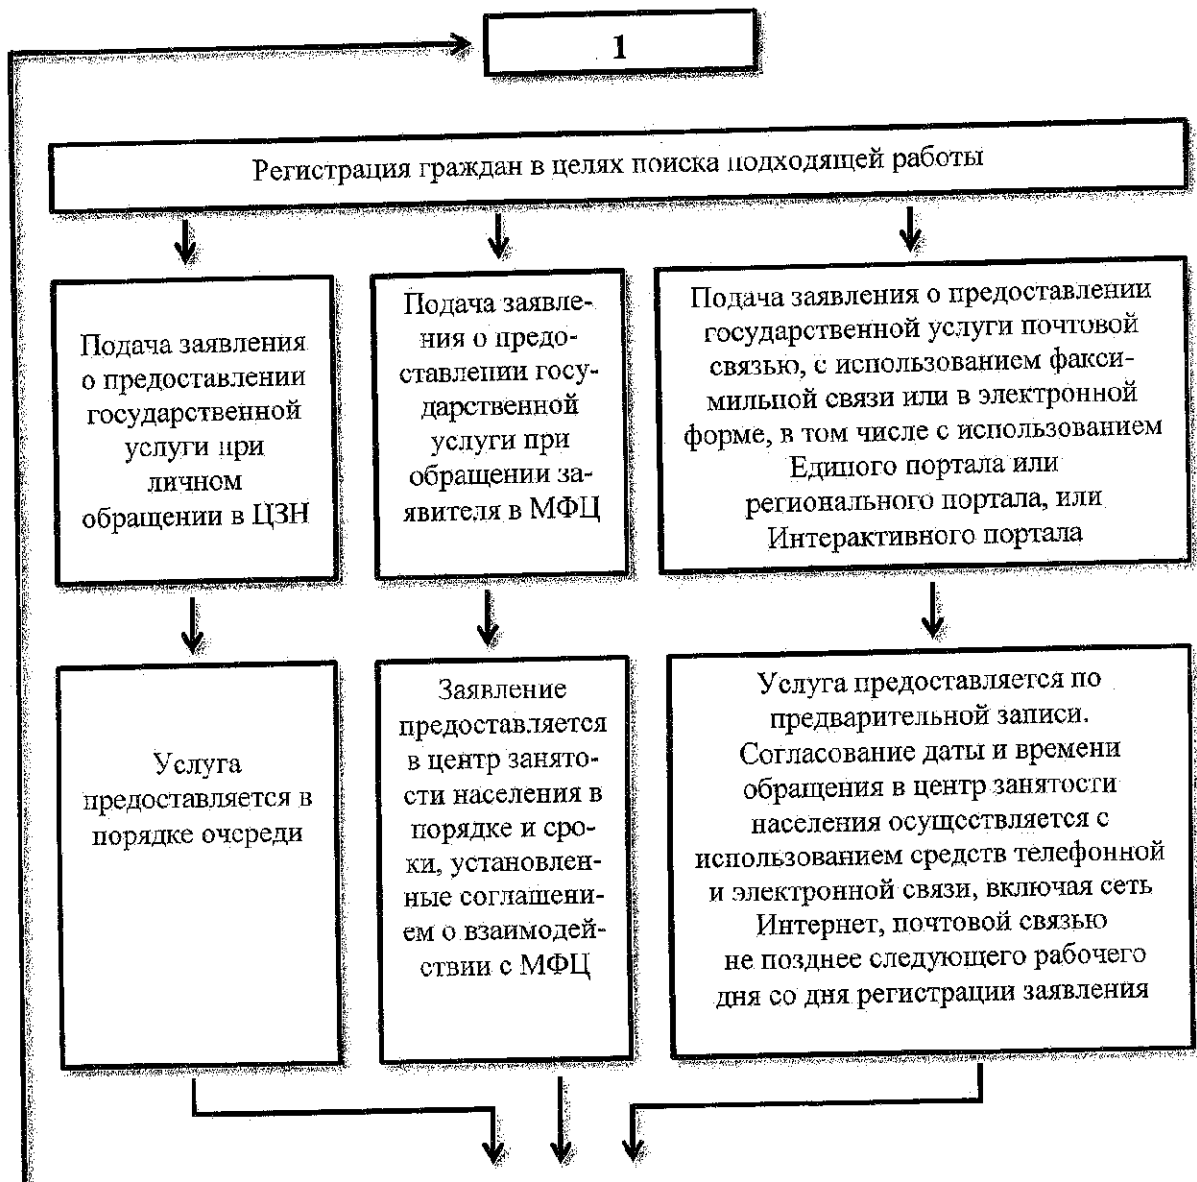 1
Регистрация граждан в целях поиска подходящей работы
Подача заявления
о предоставлении
государственной
услуги при
личном
обращении в ЦЗН
Подача заявле-
ния о предо-
ставлении госу-
дарственной
услуги при
обращении за-
явителя в МФЦ
Подача заявления о предоставлении
государственной услуги почтовой
связью, с использованием факси-
мильной связи или в электронной
форме, в том числе с использованием
Единого портала или
регионального портала, или
Интерактивного портала
Услуга
предоставляется в
порядке очереди
Заявление
предоставляется
в центр занято-
сти населения в
порядке и сро-
ки, установлен-
ные соглашени-
ем о взаимодей-
ствии с МФЦ
Услуга предоставляется по
предварительной записи.
Согласование даты и времени
обращения в центр занятости
населения осуществляется с
использованием средств телефонной
и электронной связи, включая сеть
Интернет, почтовой связью
не позднее следующего рабочего
дня со дня регистрации заявления